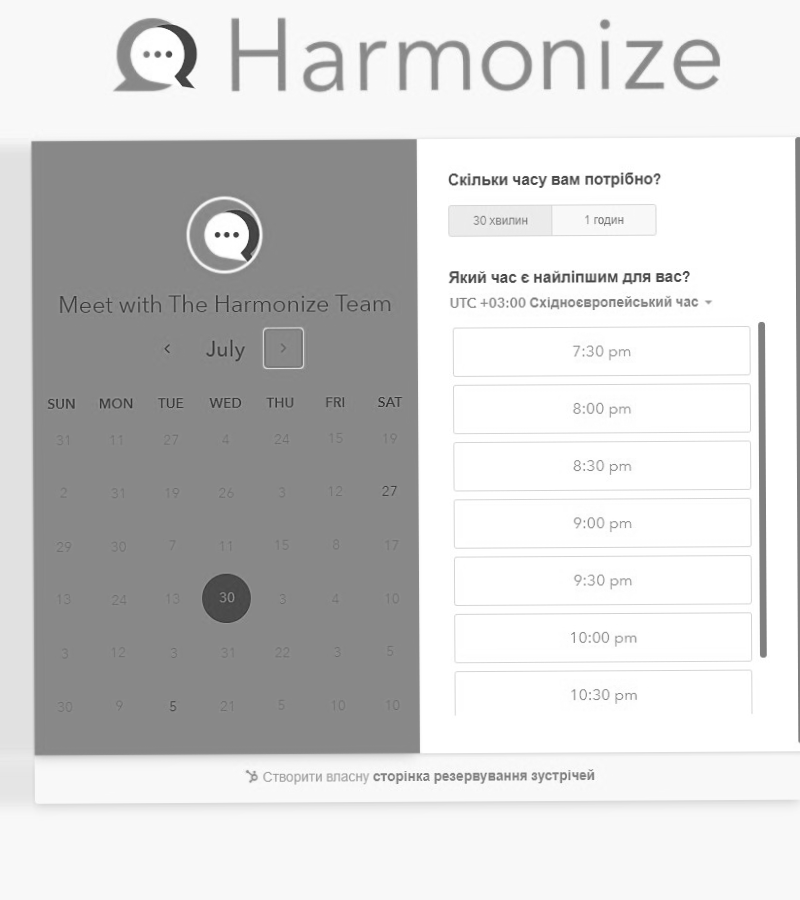 Harmonize
Meet with The Harmonize Team
July
SUN MON TUE WED THU FRI SAT
31 11 27 4 24 15 19
2 31 19 26 3 12 27
29 30 7 11 15 8 17
13 24 13 30 3 4 10
3 12 3 31 22 3 5
30 9 5 21 5 10 10
Скільки часу вам потрібно?
30 хвилин 1 годин
Який час є найліпшим для вас?
UTC +03:00 Східноєвропейський час
7:30 pm
8:00 pm
8:30 pm
9:00 pm
9:30 pm
10:00 pm
10:30 pm
Створити власну сторінка резервування зустрічей